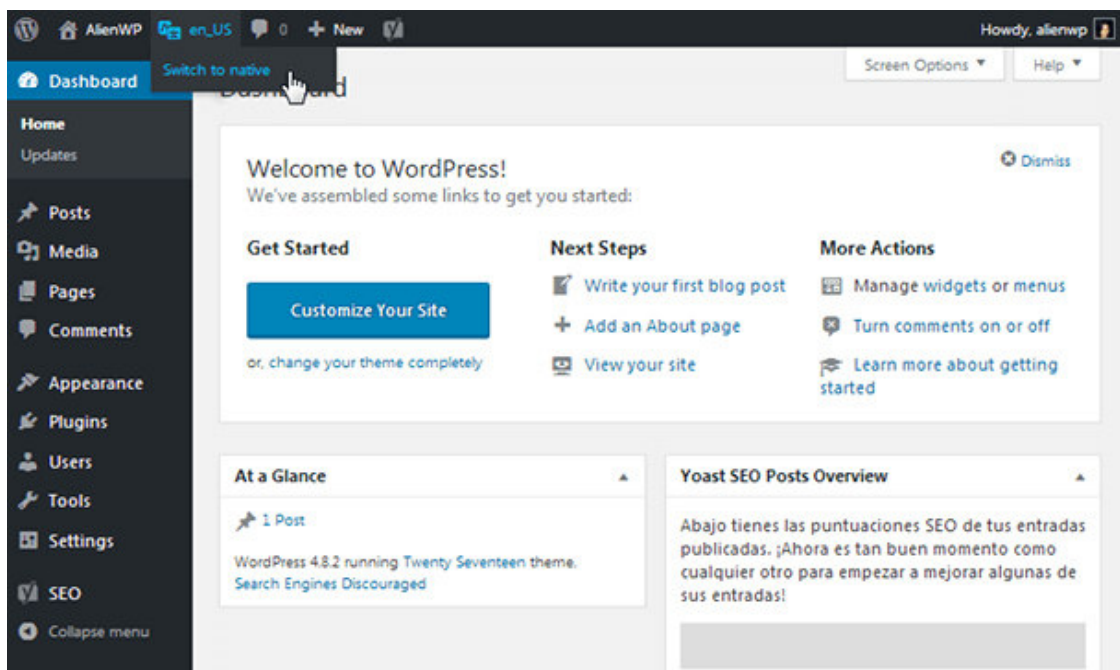 AlienWP en_US 0 New Howdy, alienwp
Switch to native
Screen Options Help
Dashboard
Home
Updates
Posts
Media
Pages
Comments
Appearance
Plugins
Users
Tools
Settings
SEO
Collapse menu
Dashboard
Welcome to WordPress! Dismiss
We've assembled some links to get you started:
Get Started
Customize Your Site
or, change your theme completely
Next Steps
Write your first blog post
Add an About page
View your site
More Actions
Manage widgets or menus
Turn comments on or off
Learn more about getting
started
At a Glance
1 Post
WordPress 4.8.2 running Twenty Seventeen theme.
Search Engines Discouraged
Yoast SEO Posts Overview
Abajo tienes las puntuaciones SEO de tus entradas
publicadas. ¡Ahora es tan buen momento como
cualquier otro para empezar a mejorar algunas de
sus entradas!